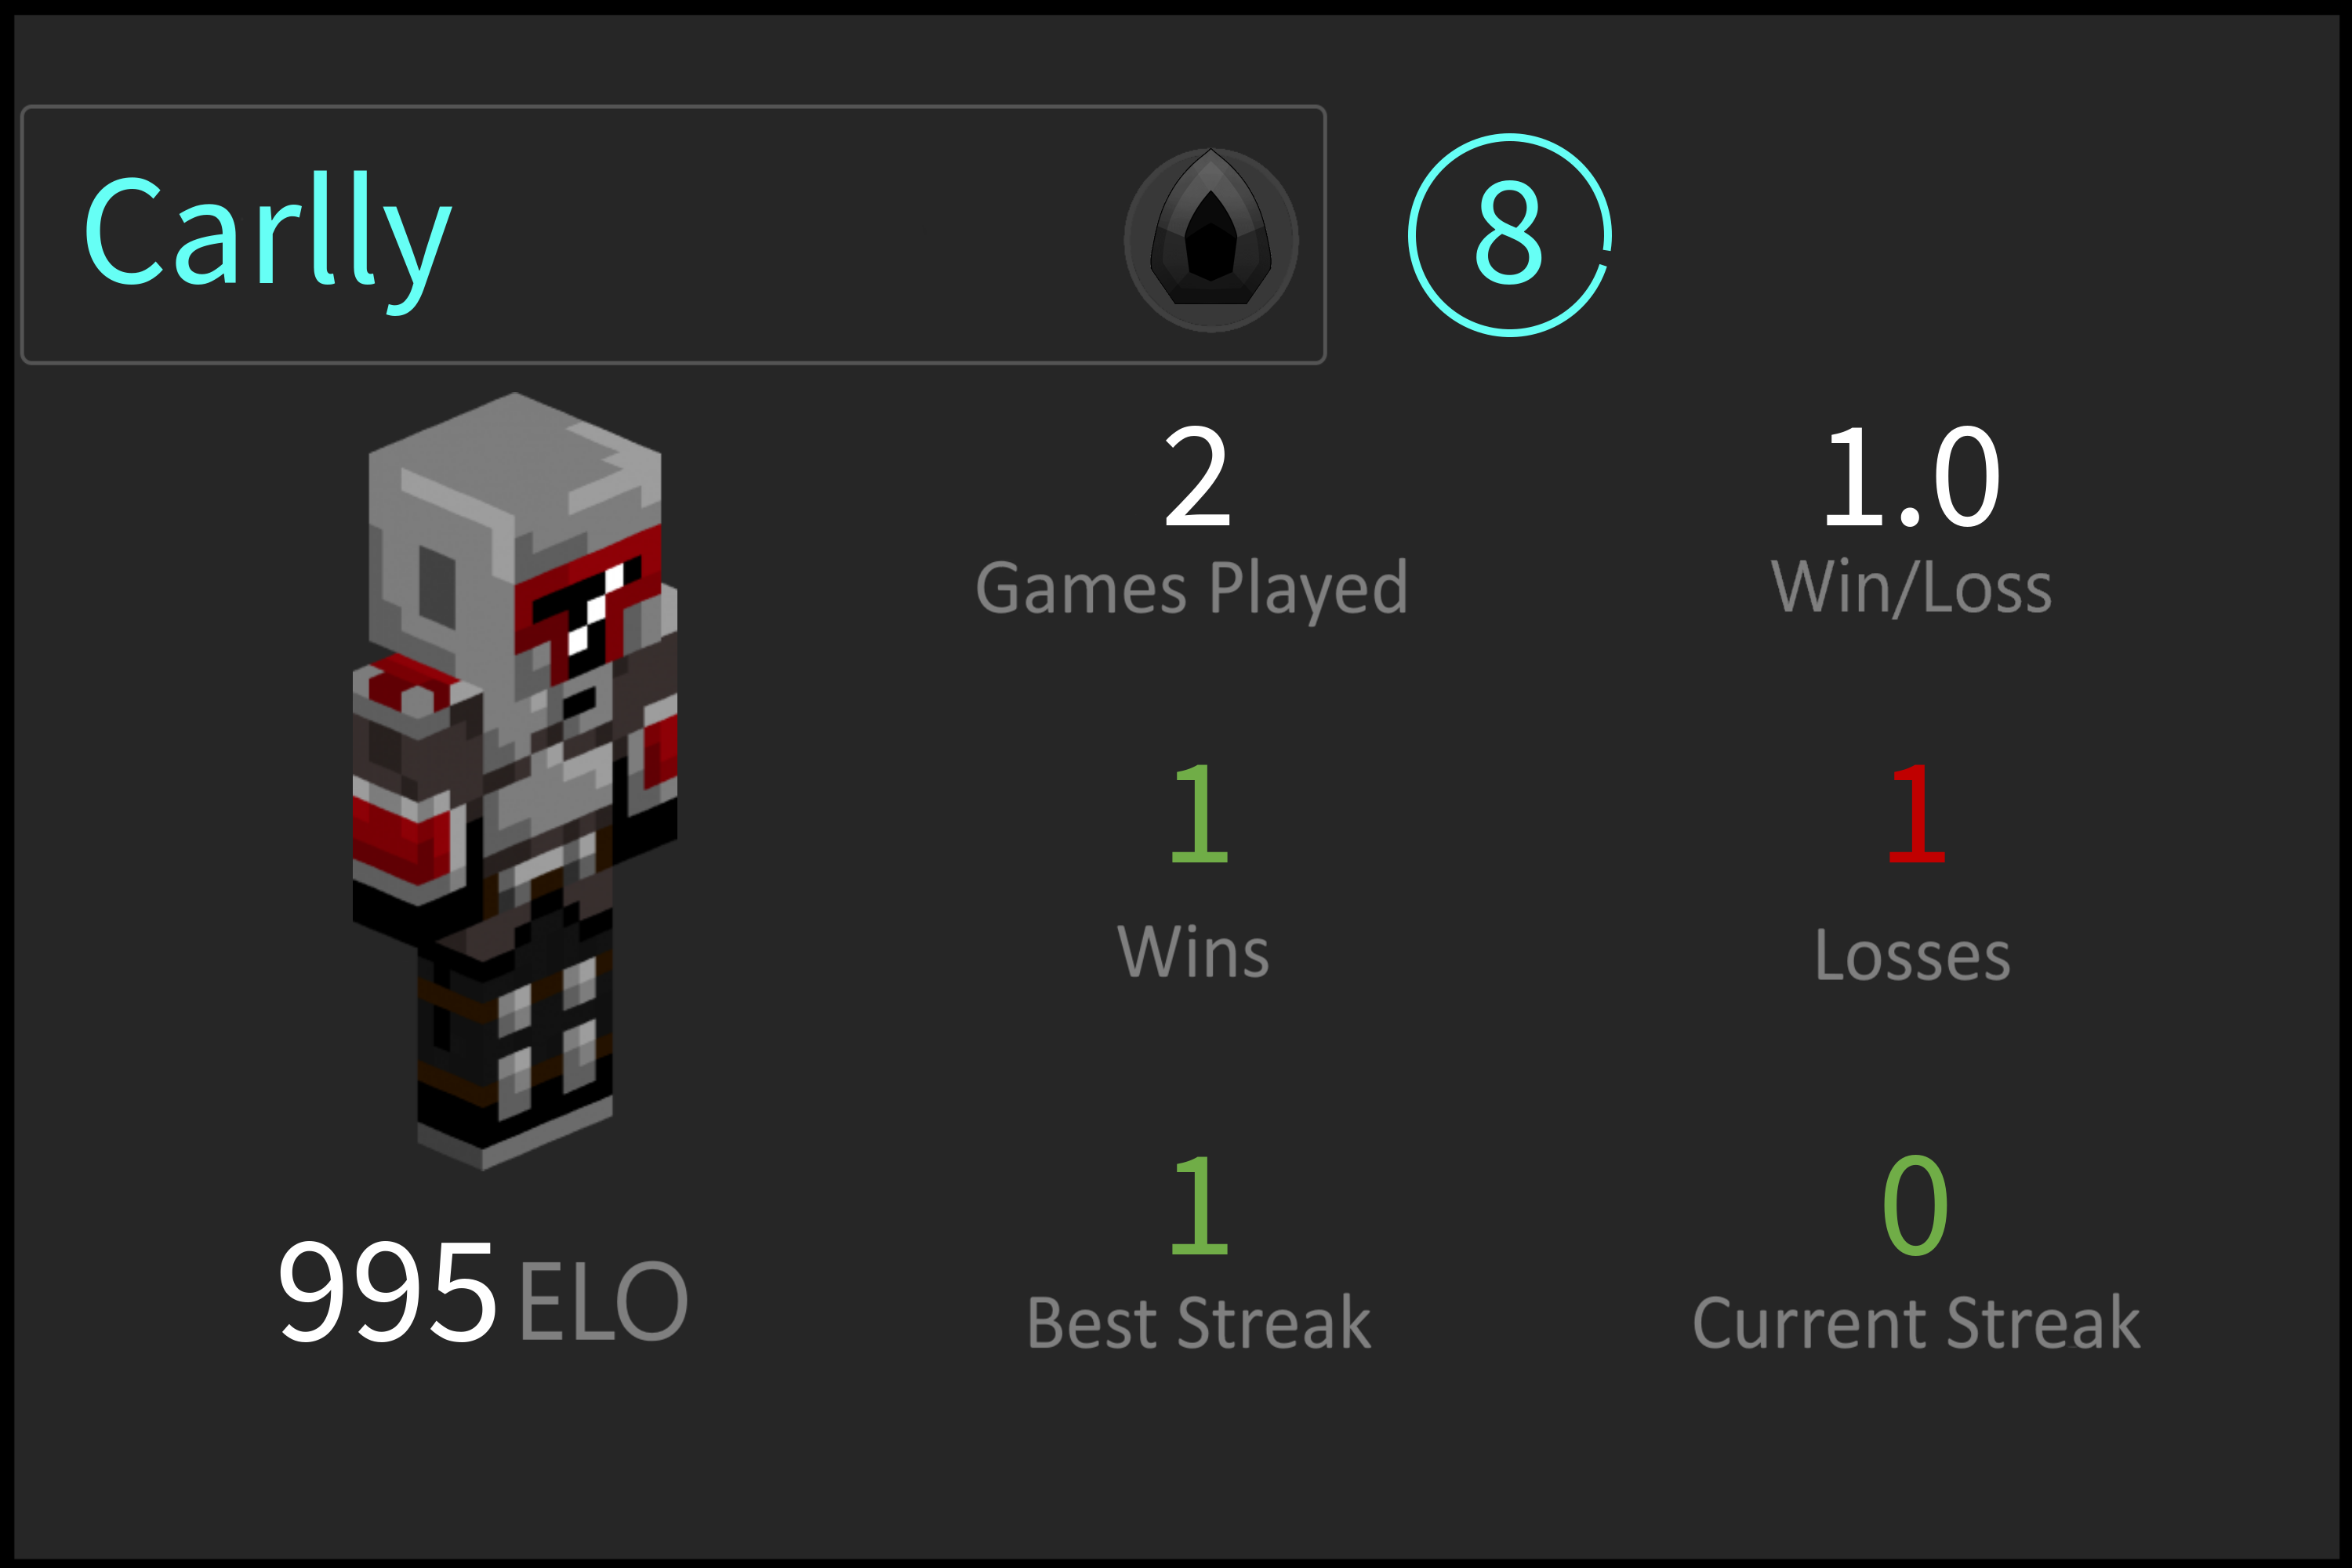 Carlly
8
2
1.0
Games Played
Win/Loss
1
1
Wins
Losses
1
0
Best Streak
Current Streak
995 ELO